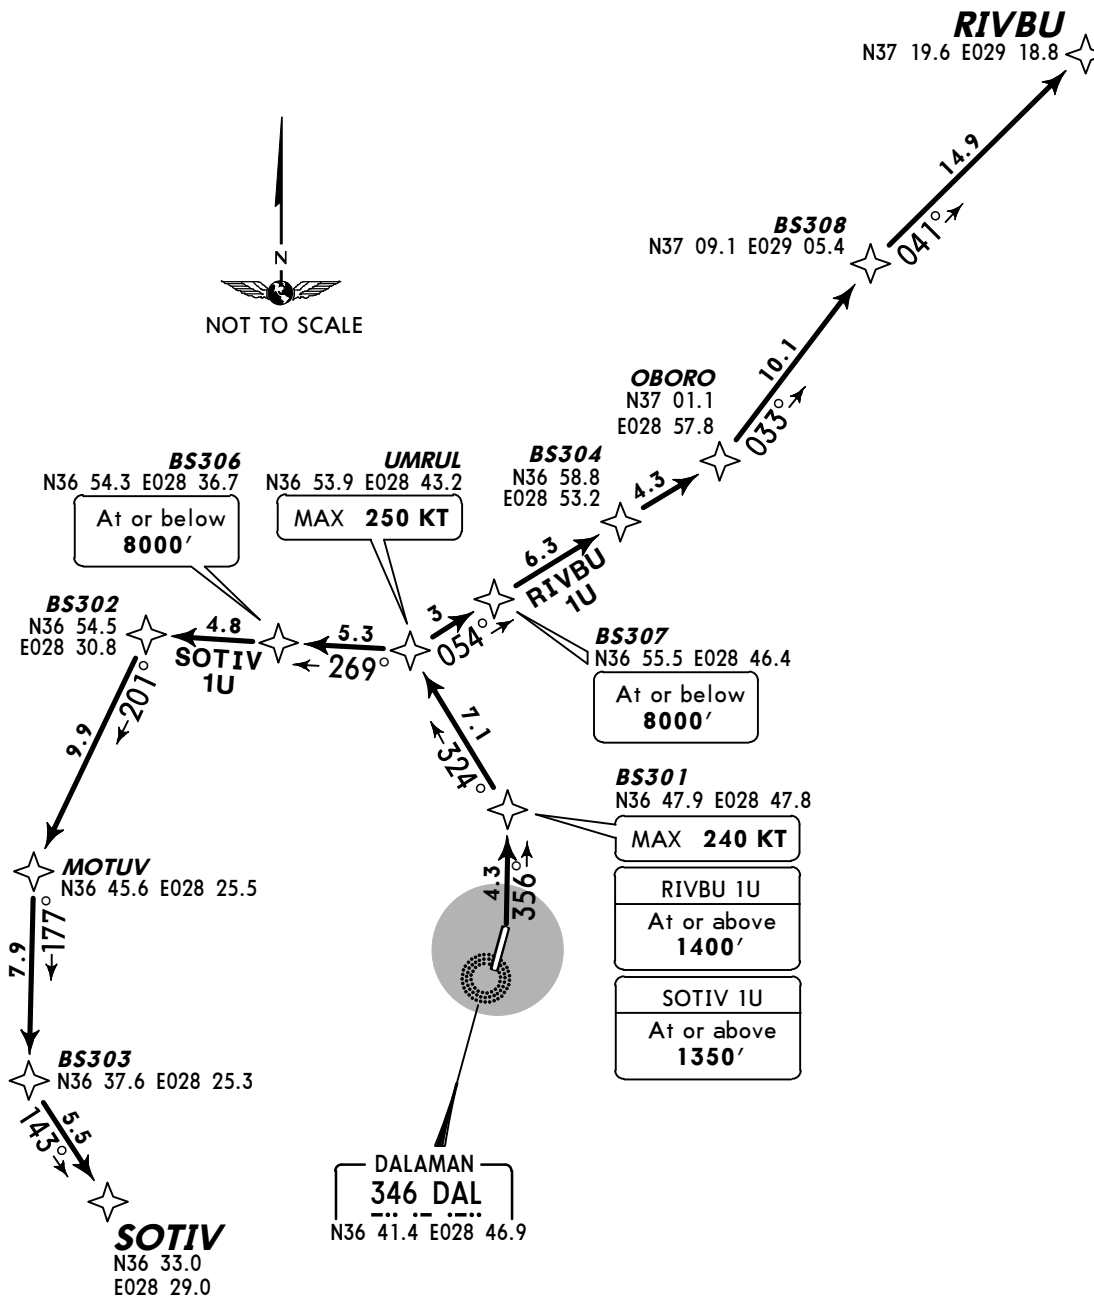 RIVBU
N37 19.6 E029 18.8
14.9
041°
BS308
N37 09.1 E029 05.4
N
NOT TO SCALE
10.1
033°
OBORO
N37 01.1
E028 57.8
4.3
BS304
N36 58.8
E028 53.2
6.3
RIVBU
1U
BS306
N36 54.3 E028 36.7
At or below
8000′
UMRUL
N36 53.9 E028 43.2
MAX 250 KT
3
054°
BS307
N36 55.5 E028 46.4
At or below
8000′
BS302
N36 54.5
E028 30.8
4.8
SOTIV
1U
5.3
269°
201°
9.9
7.1
324°
BS301
N36 47.9 E028 47.8
MAX 240 KT
RIVBU 1U
At or above
1400′
SOTIV 1U
At or above
1350′
4.3
356°
MOTUV
N36 45.6 E028 25.5
177°
7.9
BS303
N36 37.6 E028 25.3
5.5
143°
SOTIV
N36 33.0
E028 29.0
DALAMAN
346 DAL
N36 41.4 E028 46.9